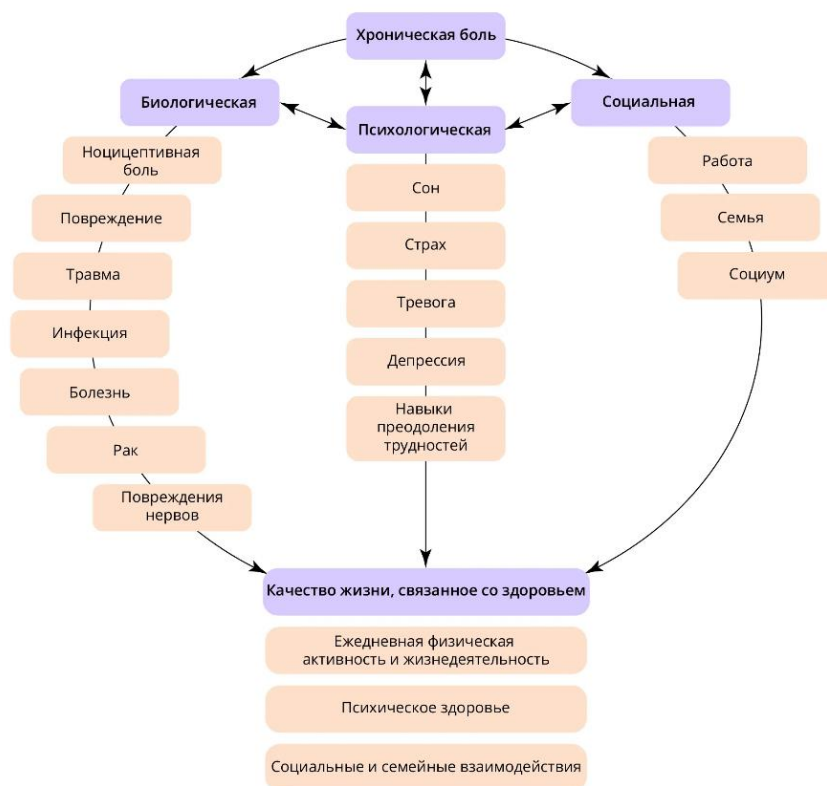 Хроническая боль
Биологическая
Психологическая
Социальная
Ноцицептивная
боль
Повреждение
Травма
Инфекция
Болезнь
Рак
Повреждения
нервов
Сон
Страх
Тревога
Депрессия
Навыки
преодоления
трудностей
Работа
Семья
Социум
Качество жизни, связанное со здоровьем
Ежедневная физическая
активность и жизнедеятельность
Психическое здоровье
Социальные и семейные взаимодействия